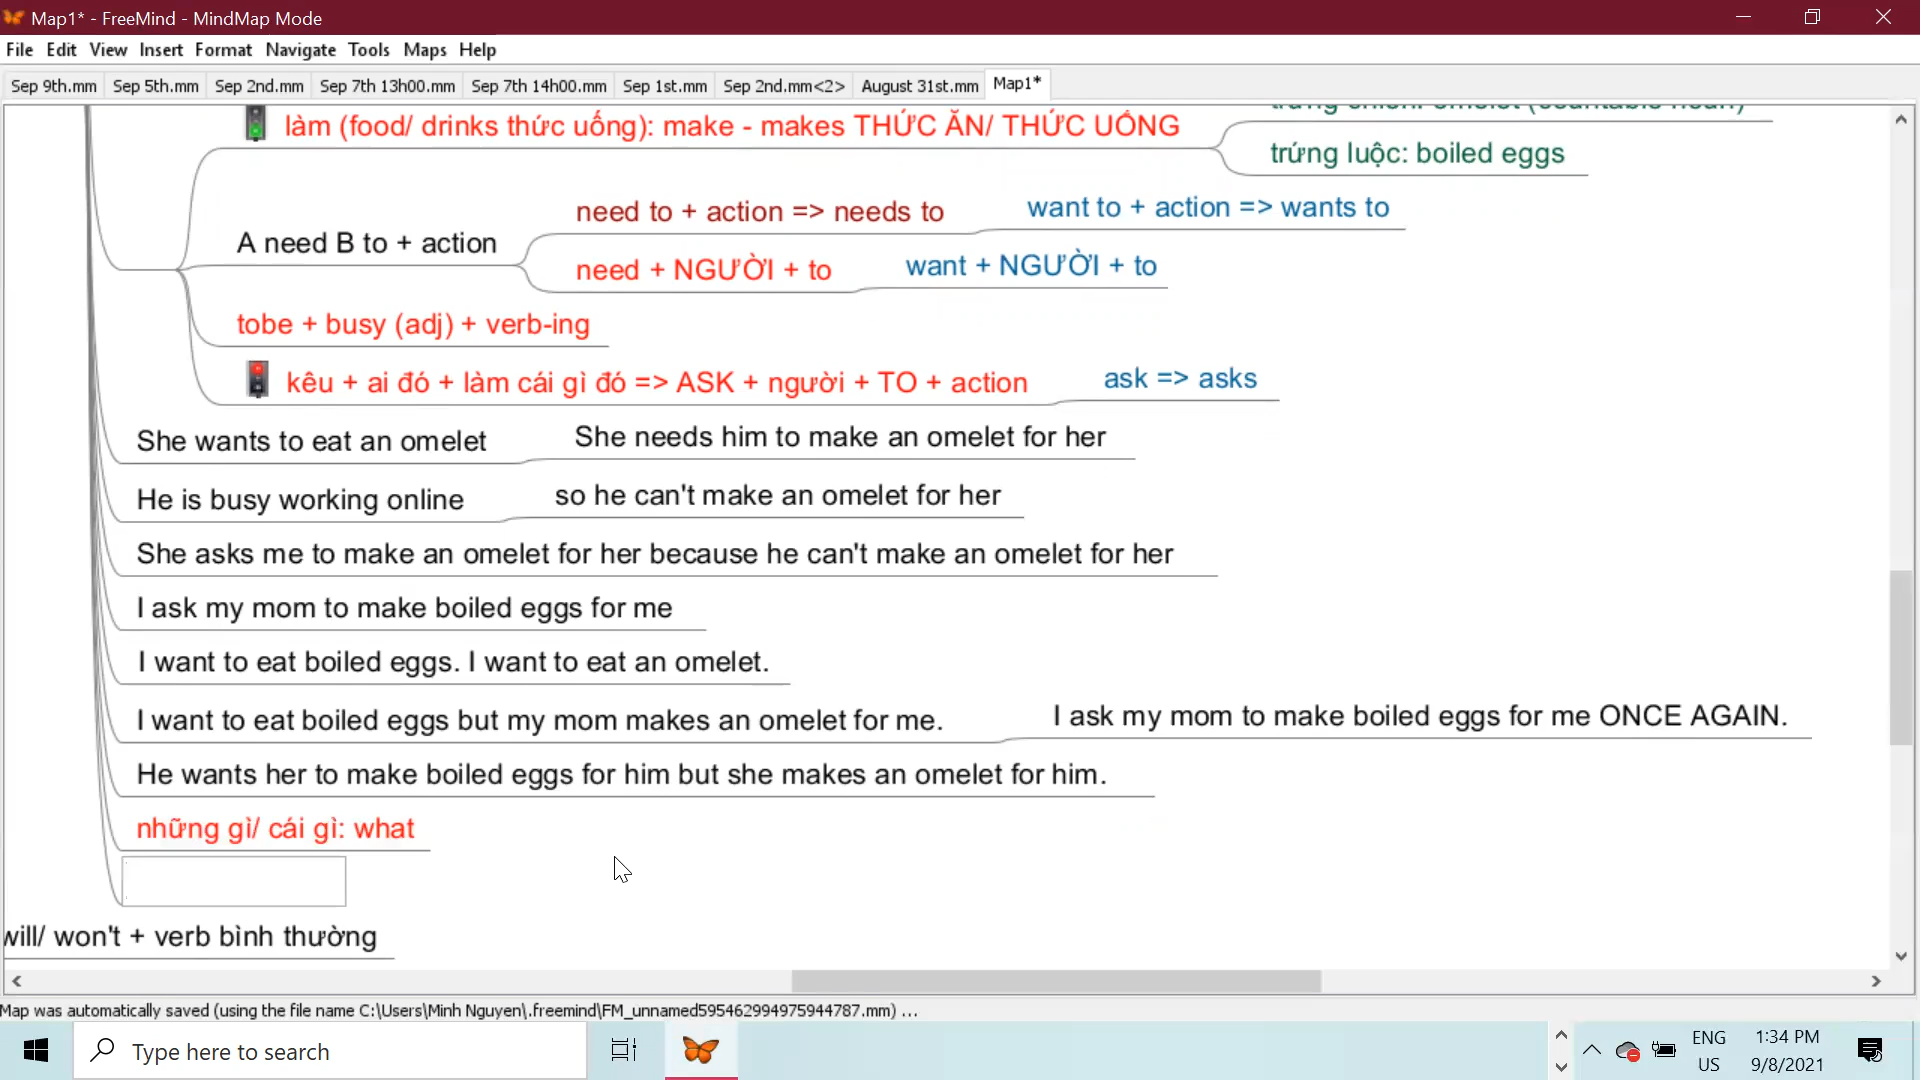 Map1* - FreeMind - MindMap Mode
File Edit View Insert Format Navigate Tools Maps Help
Sep 9th.mm Sep 5th.mm Sep 2nd.mm Sep 7th 13h00.mm Sep 7th 14h00.mm Sep 1st.mm Sep 2nd.mm<2> August 31st.mm Map1*
làm (food/ drinks thức uống): make - makes THỨC ĂN/ THỨC UỐNG
trứng luộc: boiled eggs
A need B to + action
need to + action => needs to
want to + action => wants to
need + NGƯỜI + to
want + NGƯỜI + to
tobe + busy (adj) + verb-ing
kêu + ai đó + làm cái gì đó => ASK + người + TO + action
ask => asks
She wants to eat an omelet
She needs him to make an omelet for her
He is busy working online
so he can't make an omelet for her
She asks me to make an omelet for her because he can't make an omelet for her
I ask my mom to make boiled eggs for me
I want to eat boiled eggs. I want to eat an omelet.
I want to eat boiled eggs but my mom makes an omelet for me.
I ask my mom to make boiled eggs for me ONCE AGAIN.
He wants her to make boiled eggs for him but she makes an omelet for him.
những gì/ cái gì: what
will/ won't + verb bình thường
Map was automatically saved (using the file name C:\Users\Minh Nguyen\.freemind\FM_unnamed595462994975944787.mm) ...
Type here to search
ENG
US
1:34 PM
9/8/2021